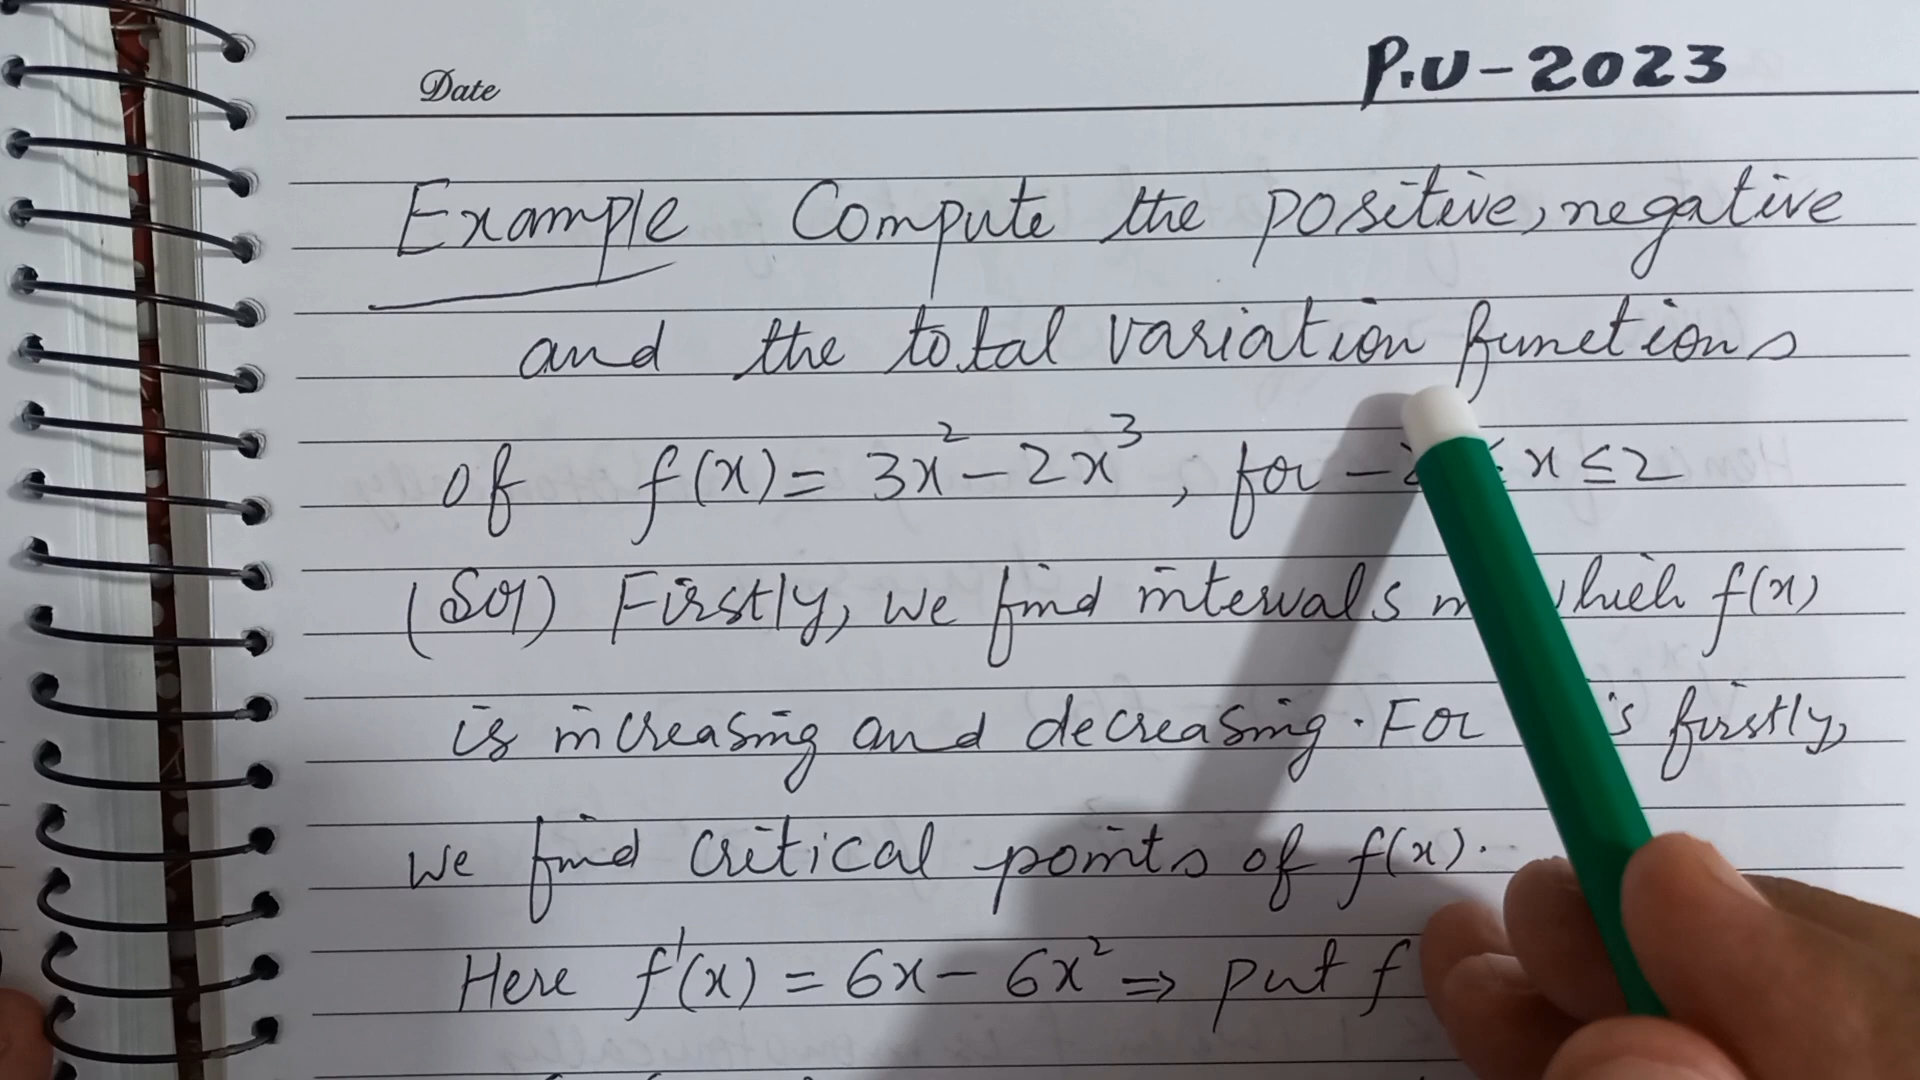 Date
P.U-2023
Example Compute the positive, negative
and the total variation functions
of f(x) = 3x² - 2x³, for - x ≤ 2
(Sol) Firstly, we find intervals which f(x)
is increasing and decreasing. For firstly,
we find critical points of f(x).
Here f'(x) = 6x - 6x² ⇒ put f